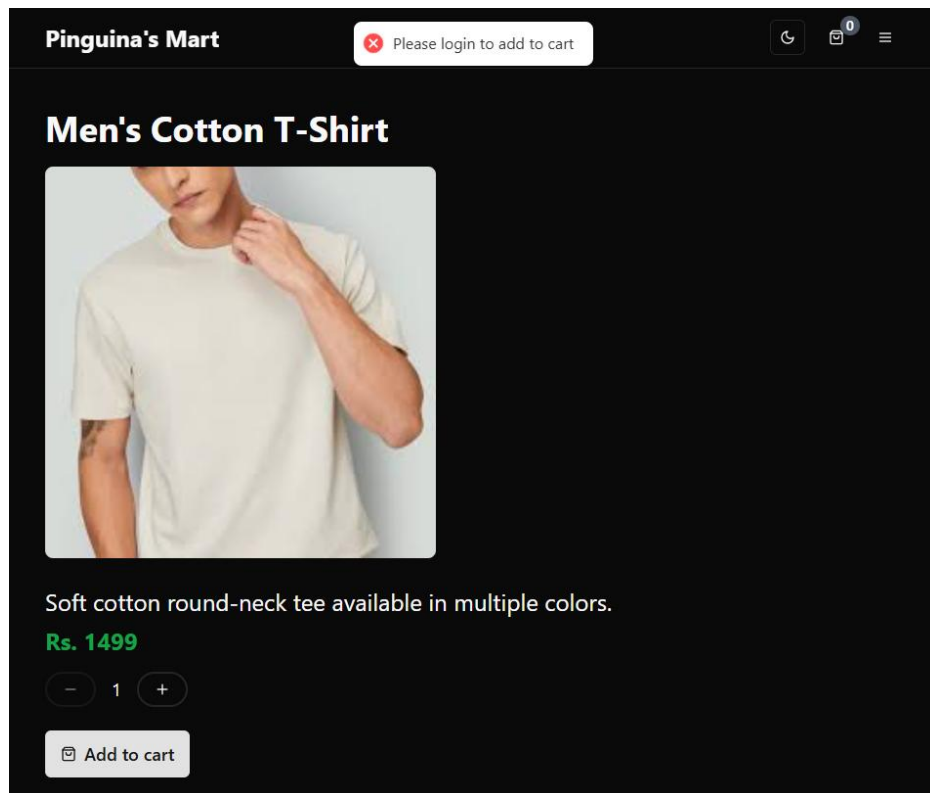 Pinguina's Mart
Please login to add to cart
0
Men's Cotton T-Shirt
Soft cotton round-neck tee available in multiple colors.
Rs. 1499
− 1 +
Add to cart